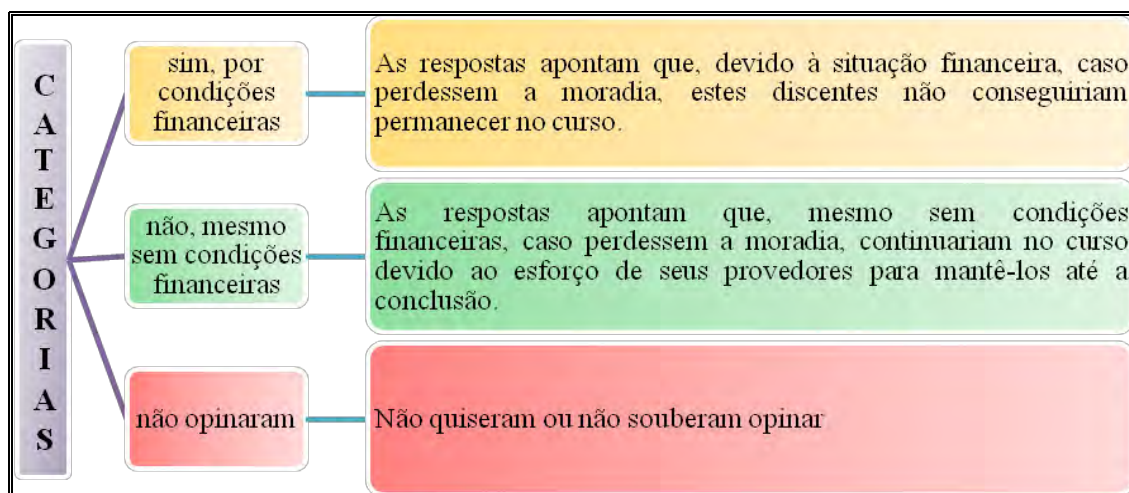 CATEGORIAS
sim, por
condições
financeiras
As respostas apontam que, devido à situação financeira, caso
perdessem a moradia, estes discentes não conseguiriam
permanecer no curso.
não, mesmo
sem condições
financeiras
As respostas apontam que, mesmo sem condições
financeiras, caso perdessem a moradia, continuariam no curso
devido ao esforço de seus provedores para mantê-los até a
conclusão.
não opinaram
Não quiseram ou não souberam opinar